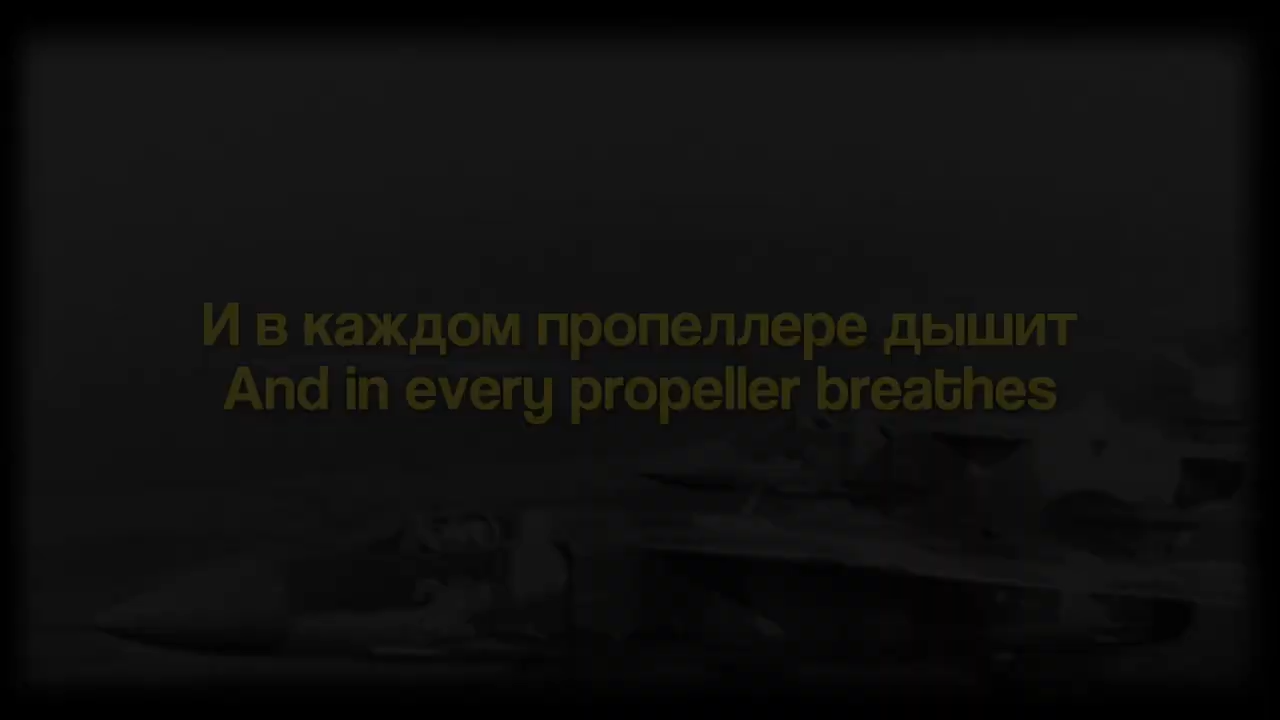 И в каждом пропеллере дышит
And in every propeller breathes